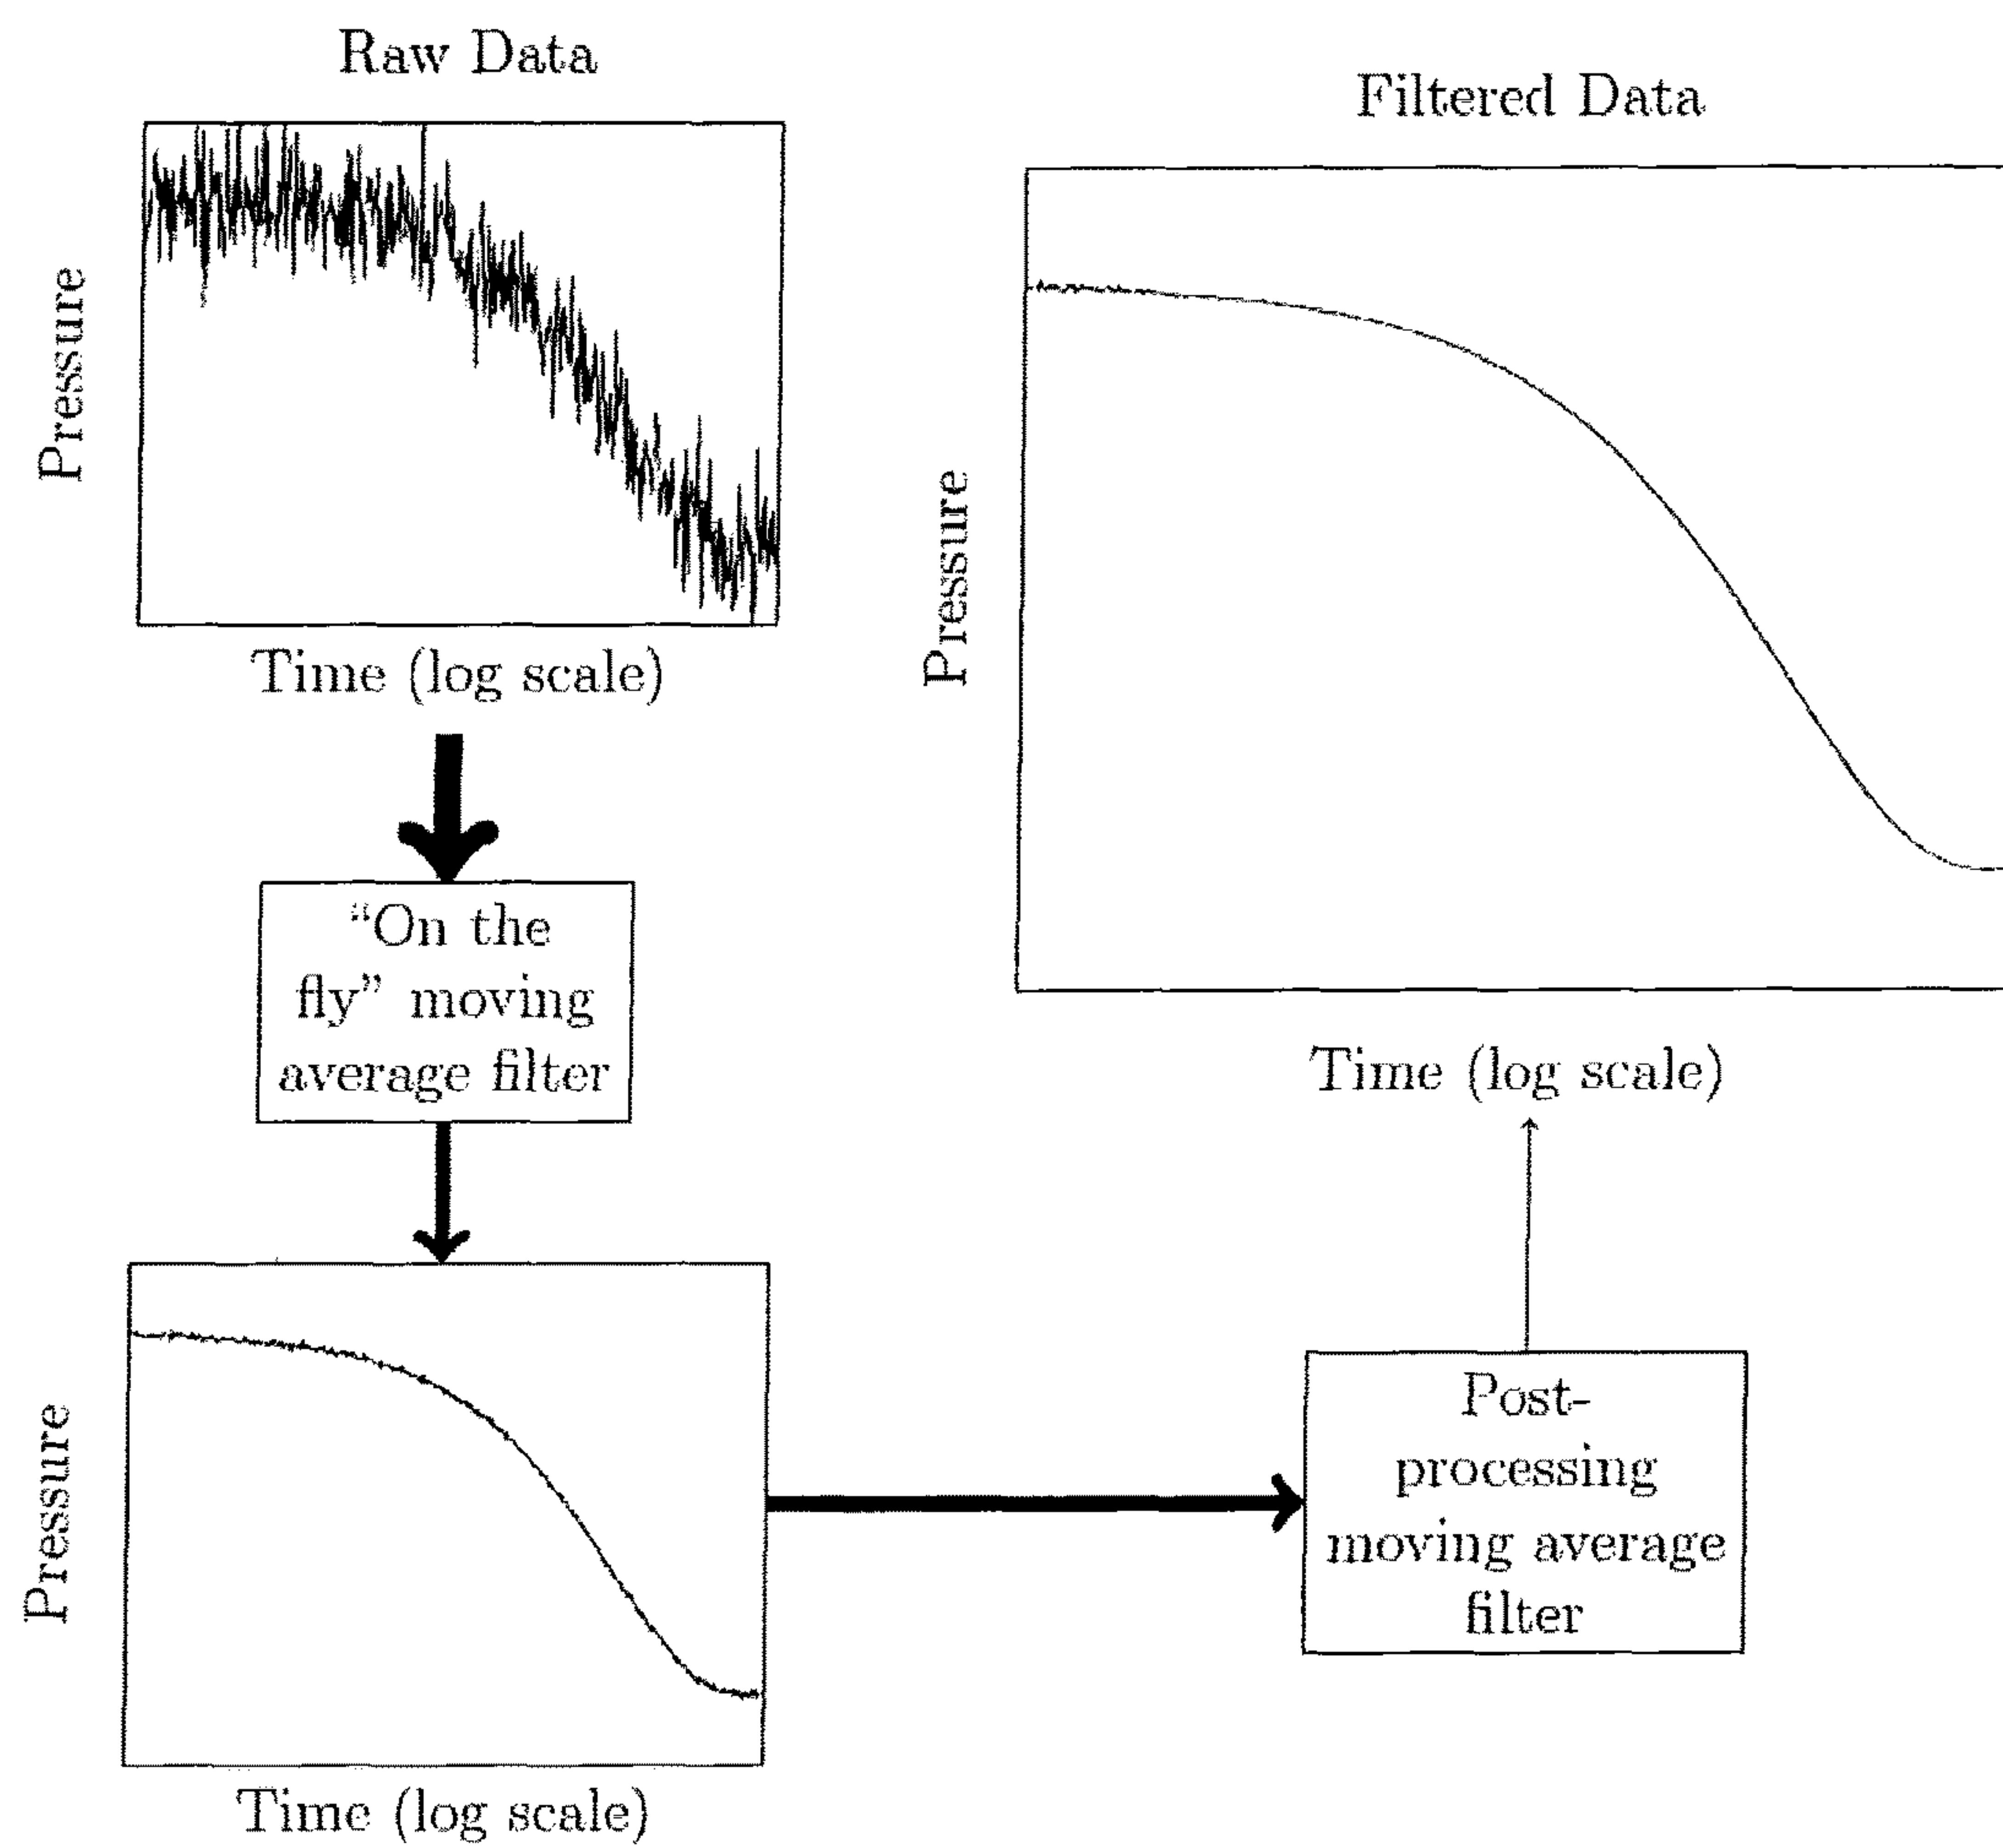 Raw Data
Pressure
Time (log scale)
“On the
fly” moving
average filter
Pressure
Time (log scale)
Post-
processing
moving average
filter
Filtered Data
Pressure
Time (log scale)